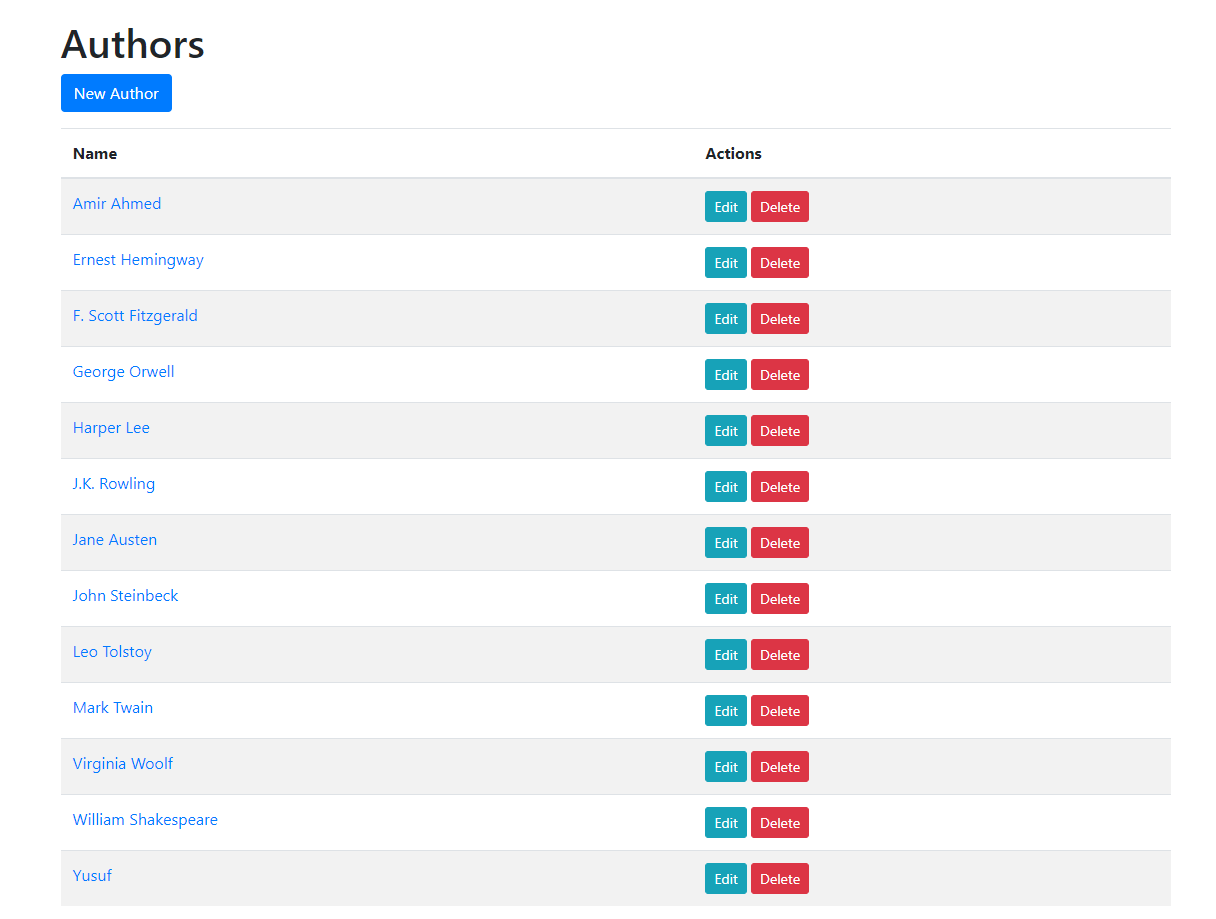 Authors
New Author
Name Actions
Amir Ahmed Edit Delete
Ernest Hemingway Edit Delete
F. Scott Fitzgerald Edit Delete
George Orwell Edit Delete
Harper Lee Edit Delete
J.K. Rowling Edit Delete
Jane Austen Edit Delete
John Steinbeck Edit Delete
Leo Tolstoy Edit Delete
Mark Twain Edit Delete
Virginia Woolf Edit Delete
William Shakespeare Edit Delete
Yusuf Edit Delete